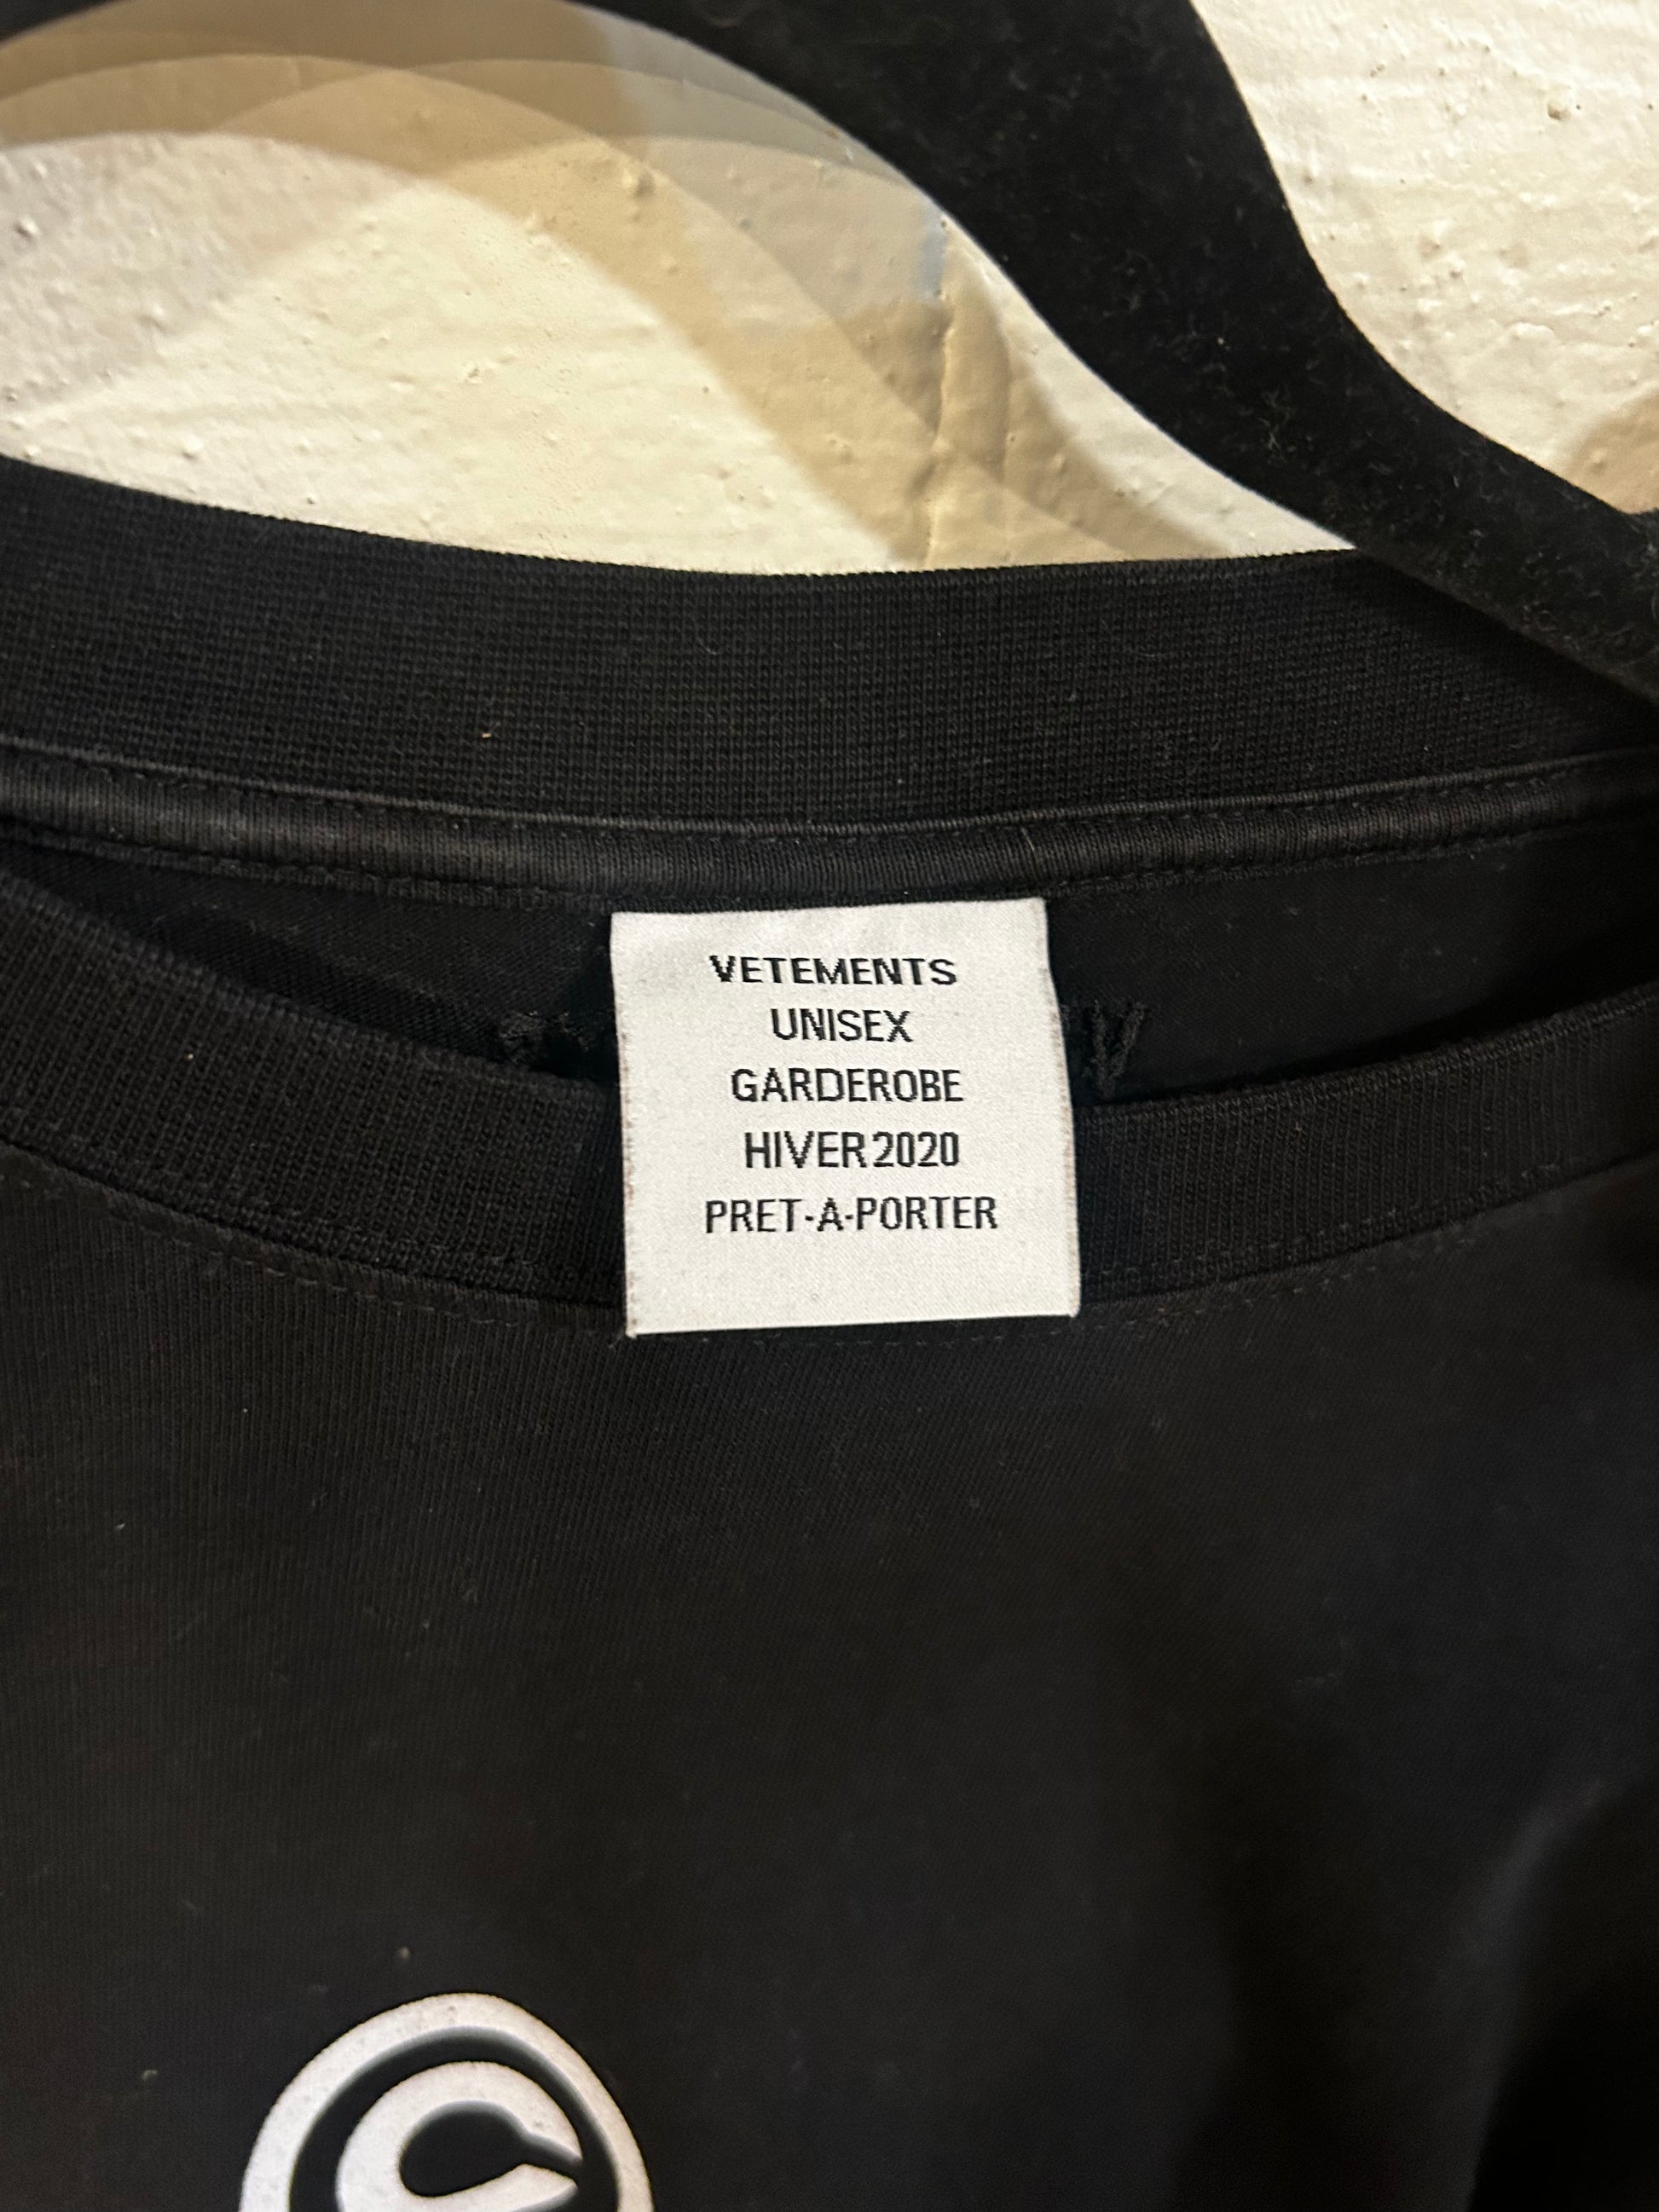 VETEMENTS
UNISEX
GARDEROBE
HIVER 2020
PRET-A-PORTER